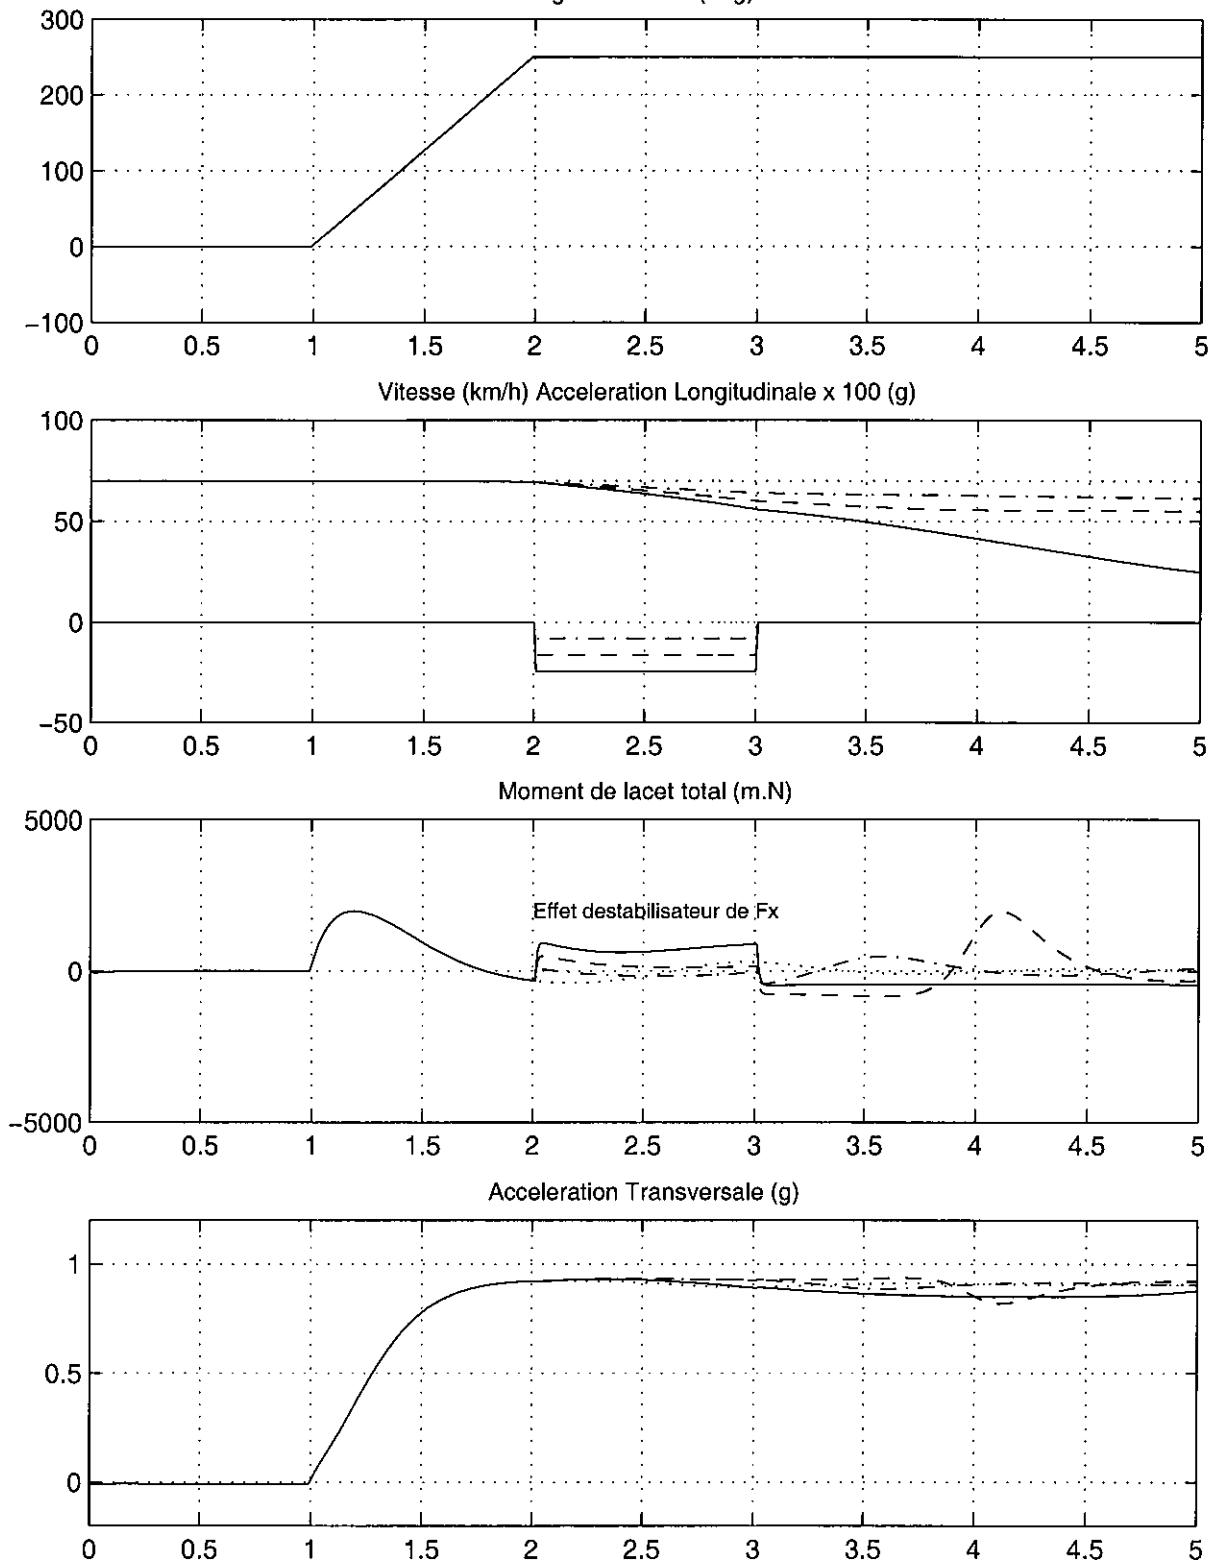 300
200
100
0
−100
0 0.5 1 1.5 2 2.5 3 3.5 4 4.5 5
Vitesse (km/h) Acceleration Longitudinale x 100 (g)
100
50
0
−50
0 0.5 1 1.5 2 2.5 3 3.5 4 4.5 5
Moment de lacet total (m.N)
5000
Effet destabilisateur de Fx
0
−5000
0 0.5 1 1.5 2 2.5 3 3.5 4 4.5 5
Acceleration Transversale (g)
1
0.5
0
0 0.5 1 1.5 2 2.5 3 3.5 4 4.5 5